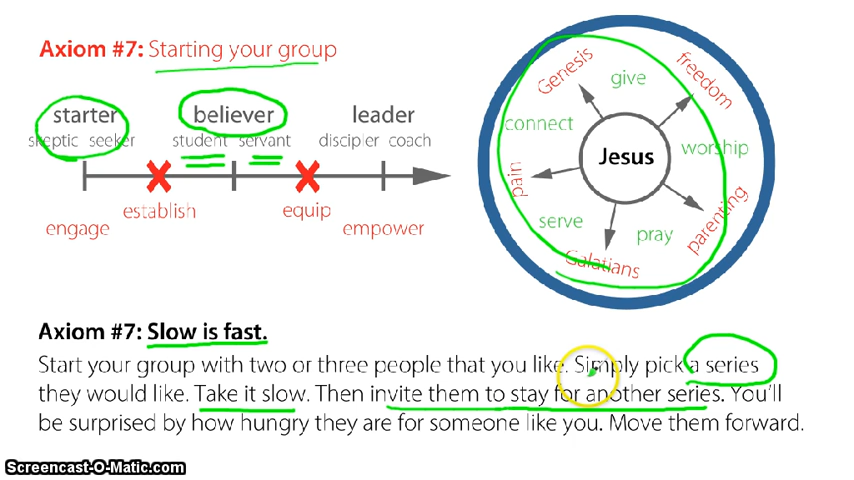 Axiom #7: Starting your group
starter believer leader
skeptic seeker student servant discipler coach
establish equip
engage empower
Jesus
Genesis
give
freedom
connect
worship
pain
parenting
serve
pray
Galatians
Axiom #7: Slow is fast.
Start your group with two or three people that you like. Simply pick a series
they would like. Take it slow. Then invite them to stay for another series. You’ll
be surprised by how hungry they are for someone like you. Move them forward.
Screencast-O-Matic.com